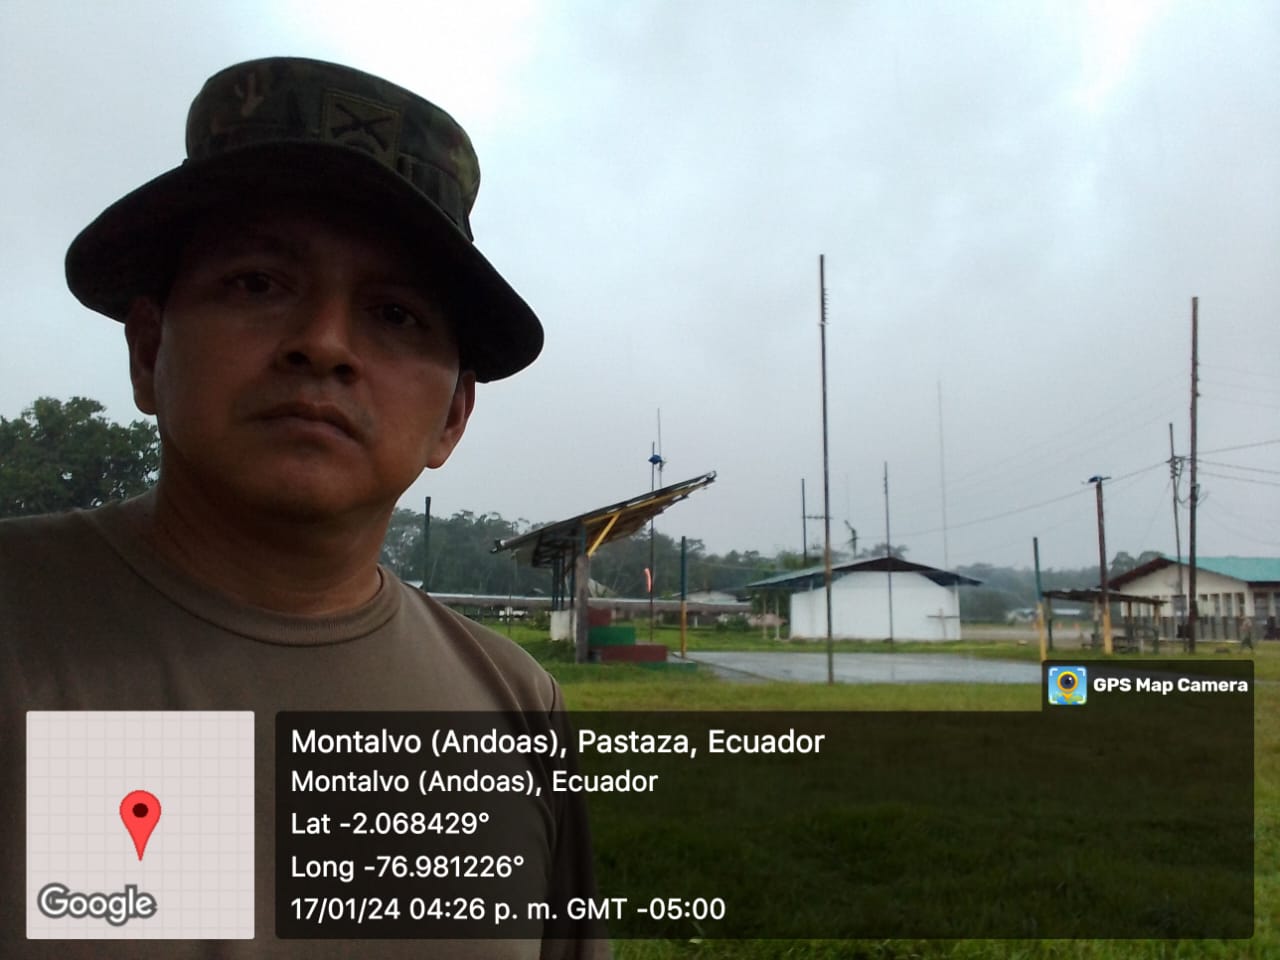 GPS Map Camera
Montalvo (Andoas), Pastaza, Ecuador
Montalvo (Andoas), Ecuador
Lat -2.068429°
Long -76.981226°
17/01/24 04:26 p. m. GMT -05:00
Google